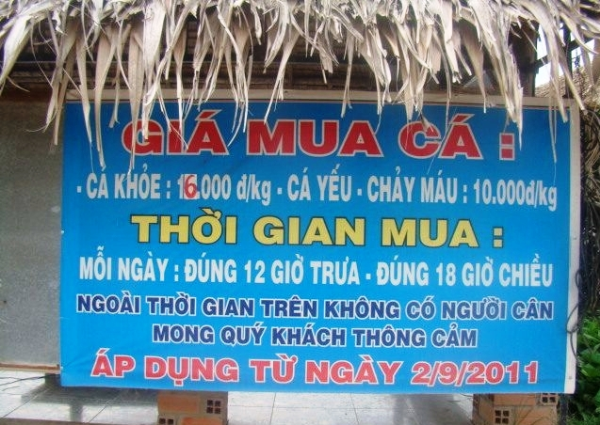 GIÁ MUA CÁ :
- CÁ KHỎE : 16.000 đ/kg - CÁ YẾU - CHẢY MÁU : 10.000đ/kg
THỜI GIAN MUA :
MỖI NGÀY : ĐÚNG 12 GIỜ TRƯA - ĐÚNG 18 GIỜ CHIỀU
NGOÀI THỜI GIAN TRÊN KHÔNG CÓ NGƯỜI CÂN
MONG QUÝ KHÁCH THÔNG CẢM
ÁP DỤNG TỪ NGÀY 2/9/2011